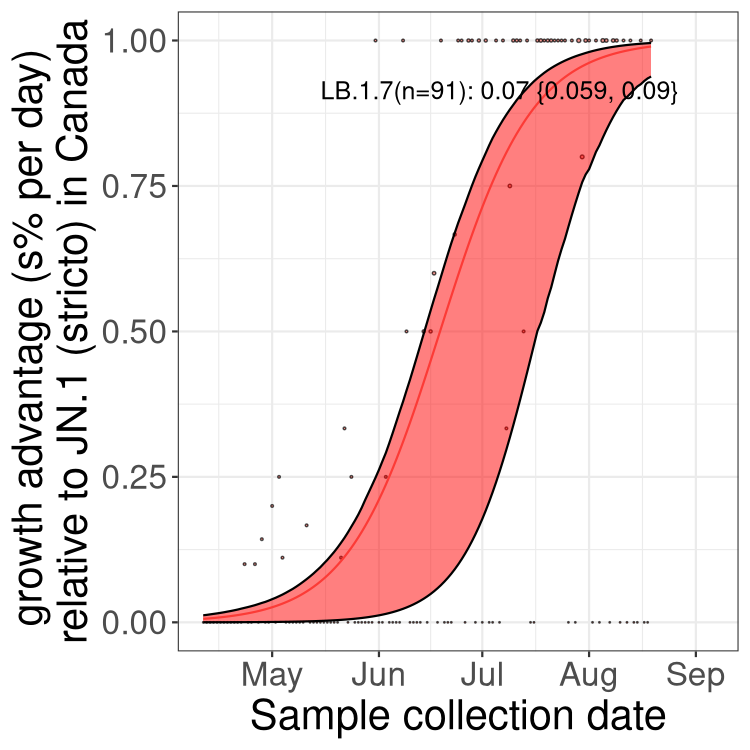 growth advantage (s% per day)
relative to JN.1 (stricto) in Canada
1.00
0.75
0.50
0.25
0.00
LB.1.7(n=91): 0.07 {0.059, 0.09}
May Jun Jul Aug Sep
Sample collection date